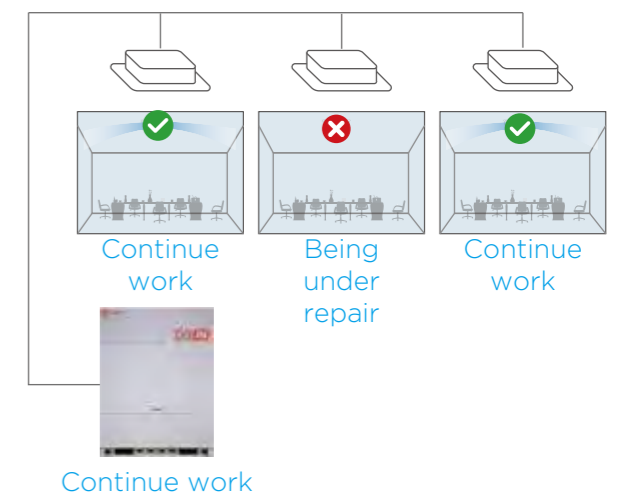 Continue
work
Being
under
repair
Continue
work
Continue work